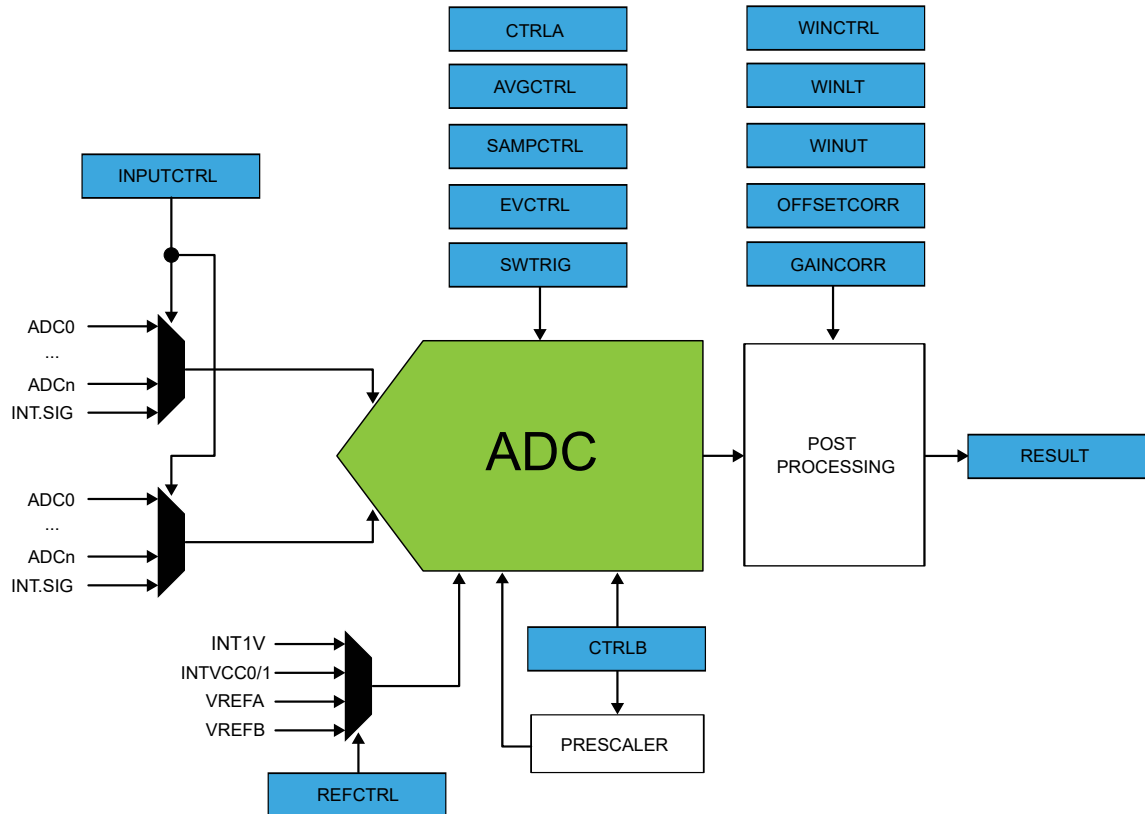 CTRLA
WINCTRL
AVGCTRL
WINLT
SAMPCTRL
WINUT
INPUTCTRL
EVCTRL
OFFSETCORR
SWTRIG
GAINCORR
ADC0
...
ADCn
INT.SIG
ADC
POST
PROCESSING
RESULT
ADC0
...
ADCn
INT.SIG
INT1V
INTVCC0/1
VREFA
VREFB
CTRLB
PRESCALER
REFCTRL